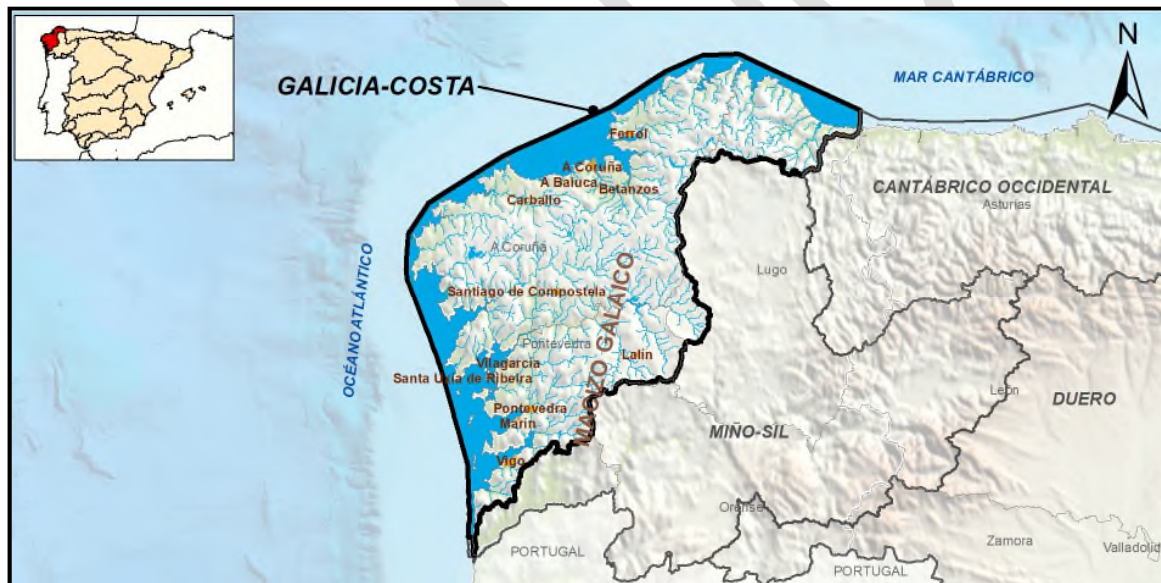 N
MAR CANTÁBRICO
GALICIA-COSTA
Ferrol
A Coruña
A Baluca
Betanzos
Carballo
CANTÁBRICO OCCIDENTAL
Asturias
A Coruña
Lugo
OCÉANO ATLÁNTICO
Santiago de Compostela
MACIZO GALAICO
Pontevedra
Lalín
Vilagarcía
Santa Uxía de Ribeira
León
DUERO
Pontevedra
Marín
MIÑO-SIL
Vigo
Orense
PORTUGAL
PORTUGAL
Zamora
Valladolid